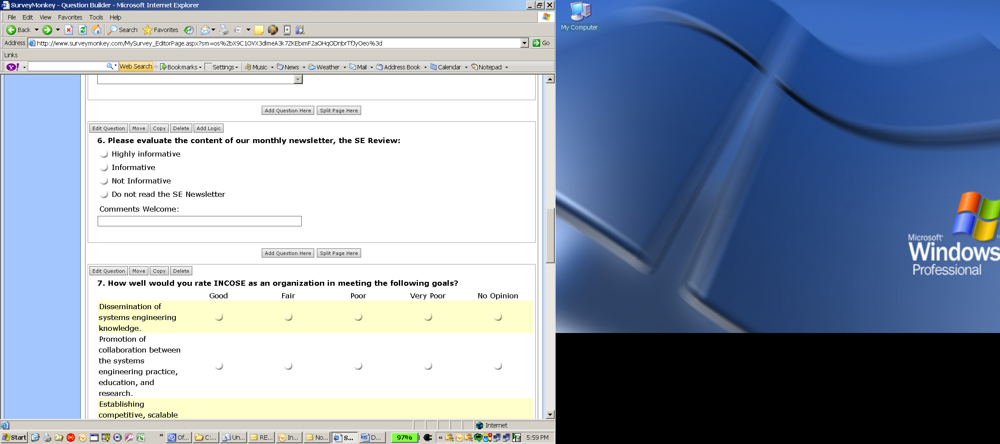 SurveyMonkey - Question Builder - Microsoft Internet Explorer
File Edit View Favorites Tools Help
Back Search Favorites
Address http://www.surveymonkey.com/MySurvey_EditorPage.aspx?sm=os%2bX9C1OVX3dlmeA3k7ZKEbimF2aOHqODnbrTfJyOeo%3d Go
Links
Y! Web Search Bookmarks Settings Music News Weather Mail Address Book Calendar Notepad
Add Question Here Split Page Here
Edit Question Move Copy Delete Add Logic
6. Please evaluate the content of our monthly newsletter, the SE Review:
Highly informative
Informative
Not Informative
Do not read the SE Newsletter
Comments Welcome:
Add Question Here Split Page Here
Edit Question Move Copy Delete
7. How well would you rate INCOSE as an organization in meeting the following goals?
Good Fair Poor Very Poor No Opinion
Dissemination of
systems engineering
knowledge.
Promotion of
collaboration between
the systems
engineering practice,
education, and
research.
Establishing
competitive, scalable
Internet
Start » Of... C:... Un... RE... In... No... S... D... 97% « 5:59 PM
My Computer
Microsoft
Windows
Professional